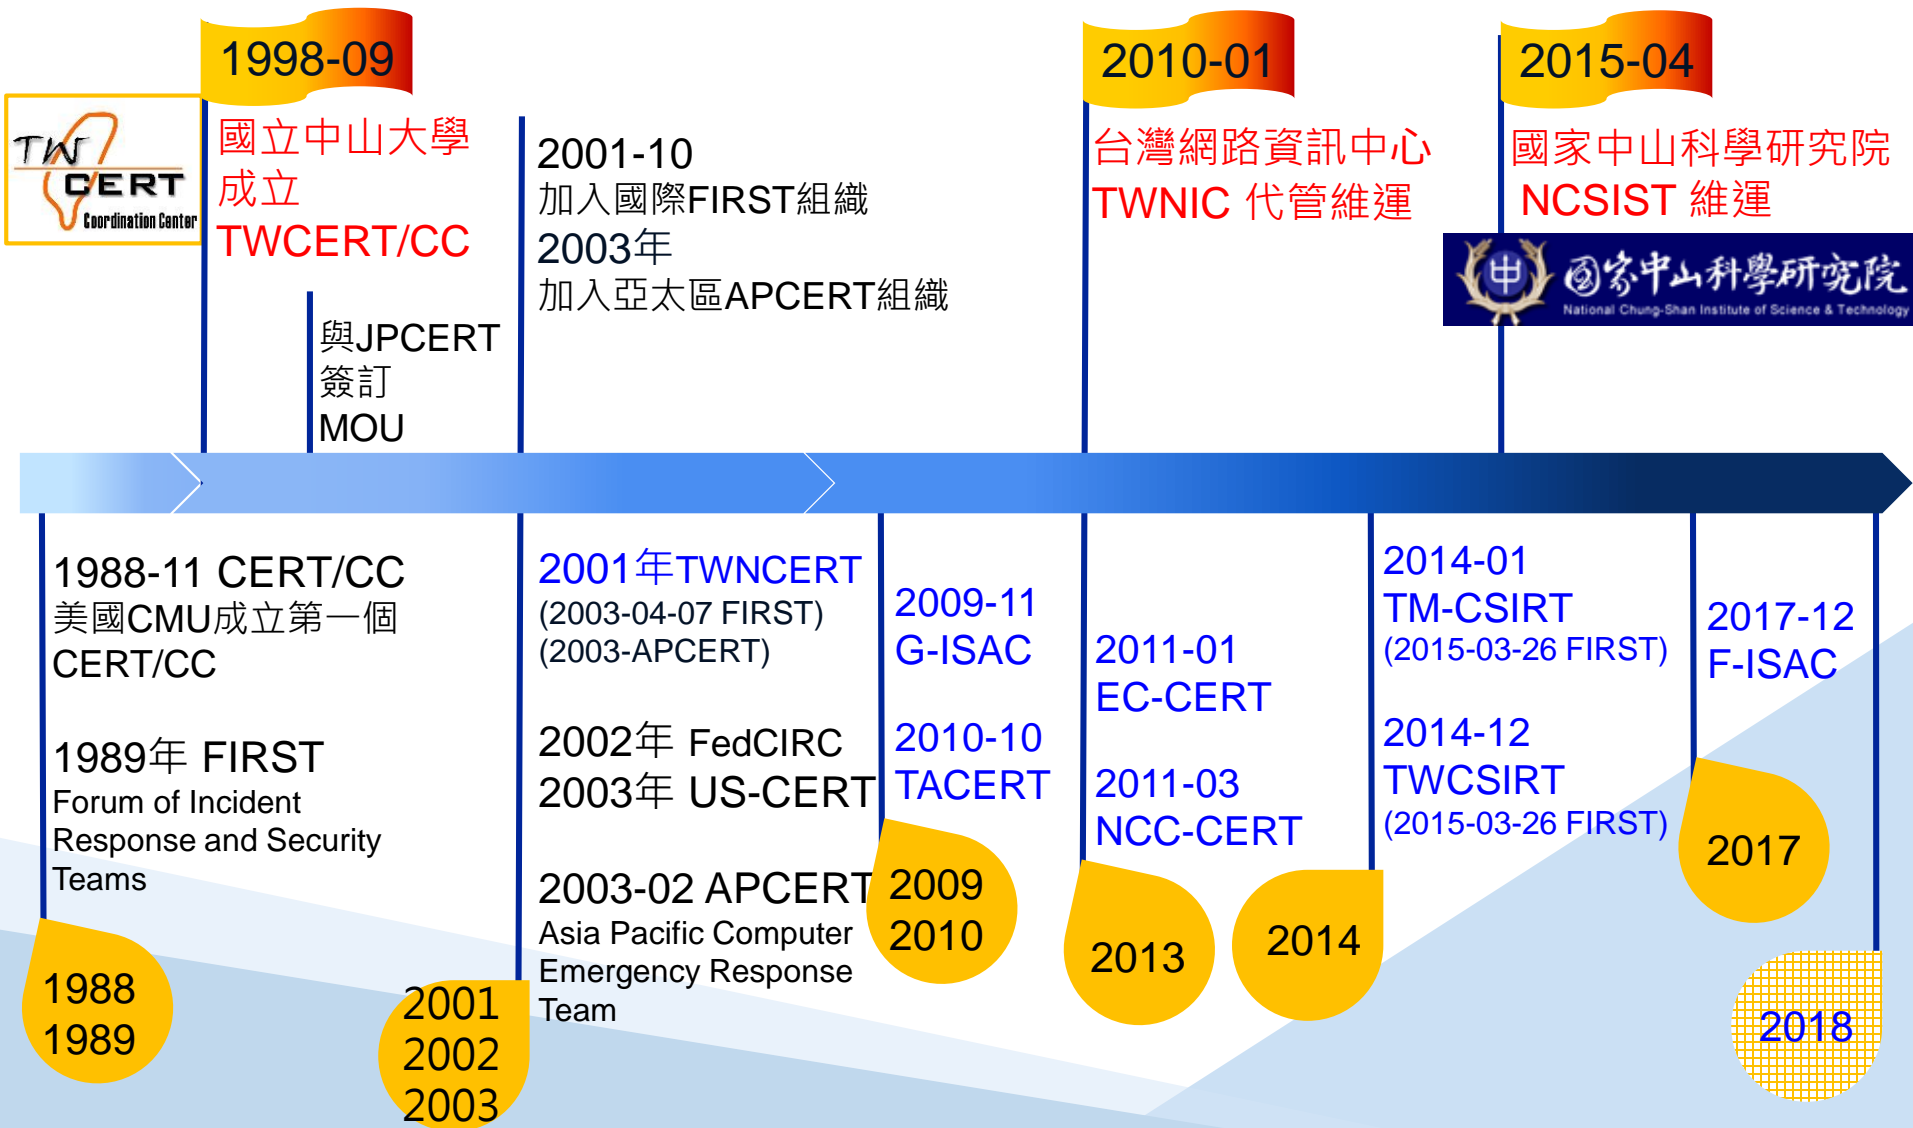 1998-09
TW
CERT
Coordination Center
國立中山大學
成立
TWCERT/CC
與JPCERT
簽訂
MOU
2001-10
加入國際FIRST組織
2003年
加入亞太區APCERT組織
2010-01
台灣網路資訊中心
TWNIC 代管維運
2015-04
國家中山科學研究院
NCSIST 維運
中
國家中山科學研究院
National Chung-Shan Institute of Science & Technology
1988-11 CERT/CC
美國CMU成立第一個
CERT/CC
1989年 FIRST
Forum of Incident
Response and Security
Teams
1988
1989
2001年TWNCERT
(2003-04-07 FIRST)
(2003-APCERT)
2002年 FedCIRC
2003年 US-CERT
2003-02 APCERT
Asia Pacific Computer
Emergency Response
Team
2001
2002
2003
2009-11
G-ISAC
2010-10
TACERT
2009
2010
2011-01
EC-CERT
2011-03
NCC-CERT
2013
2014-01
TM-CSIRT
(2015-03-26 FIRST)
2014-12
TWCSIRT
(2015-03-26 FIRST)
2014
2017-12
F-ISAC
2017
2018